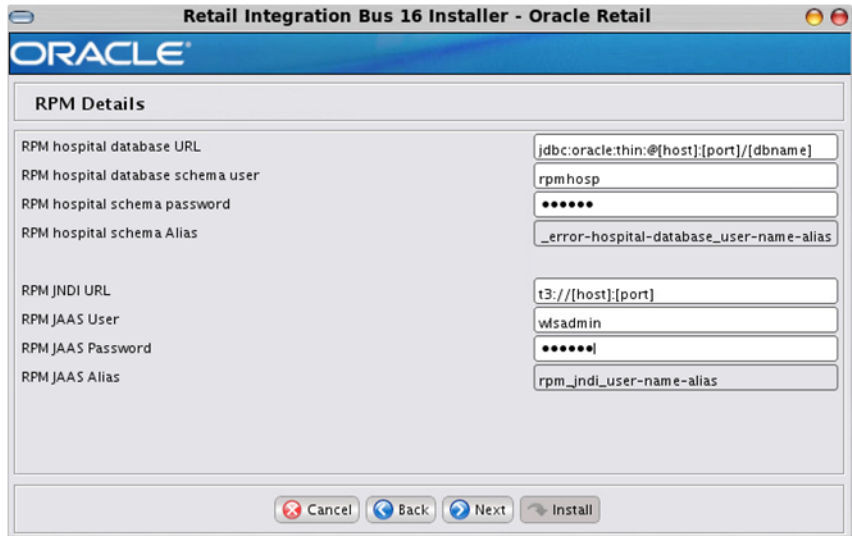 Retail Integration Bus 16 Installer - Oracle Retail
ORACLE
RPM Details
RPM hospital database URL jdbc:oracle:thin:@[host]:[port]/[dbname]
RPM hospital database schema user rpmhosp
RPM hospital schema password ••••••
RPM hospital schema Alias _error-hospital-database_user-name-alias
RPM JNDI URL t3://[host]:[port]
RPM JAAS User wlsadmin
RPM JAAS Password ••••••
RPM JAAS Alias rpm_jndi_user-name-alias
Cancel Back Next Install